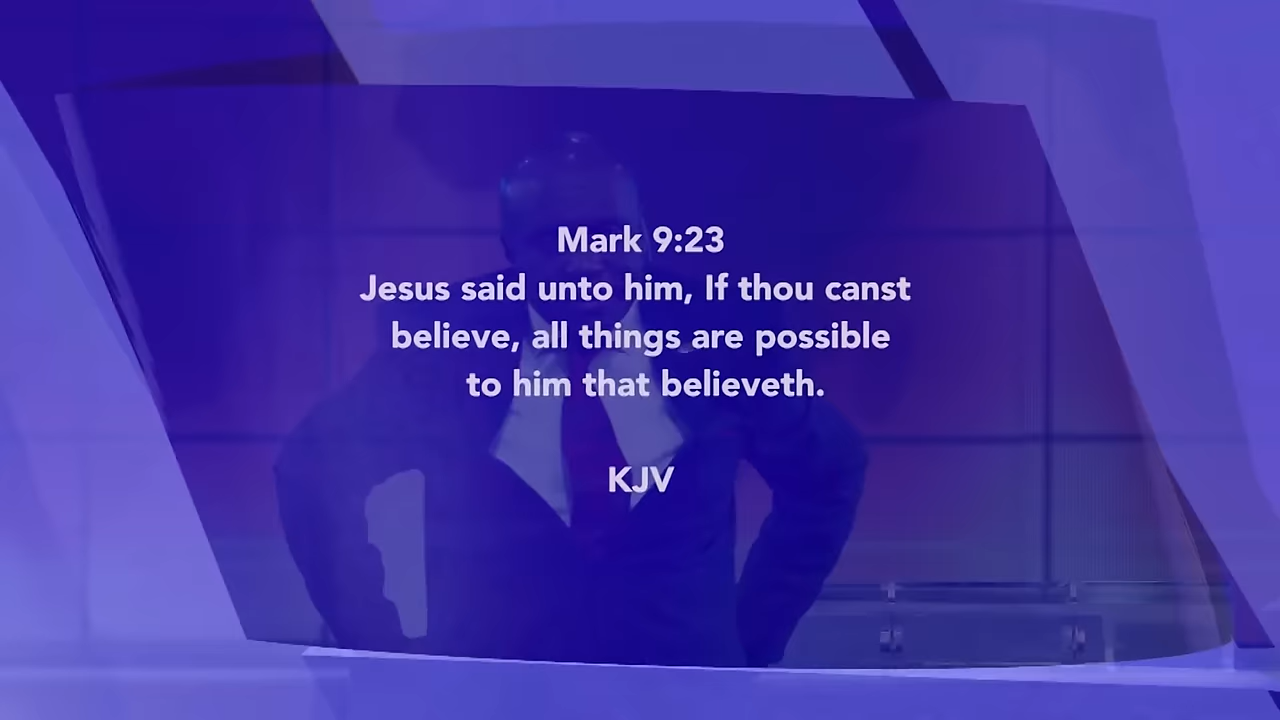 Mark 9:23
Jesus said unto him, If thou canst
believe, all things are possible
to him that believeth.
KJV